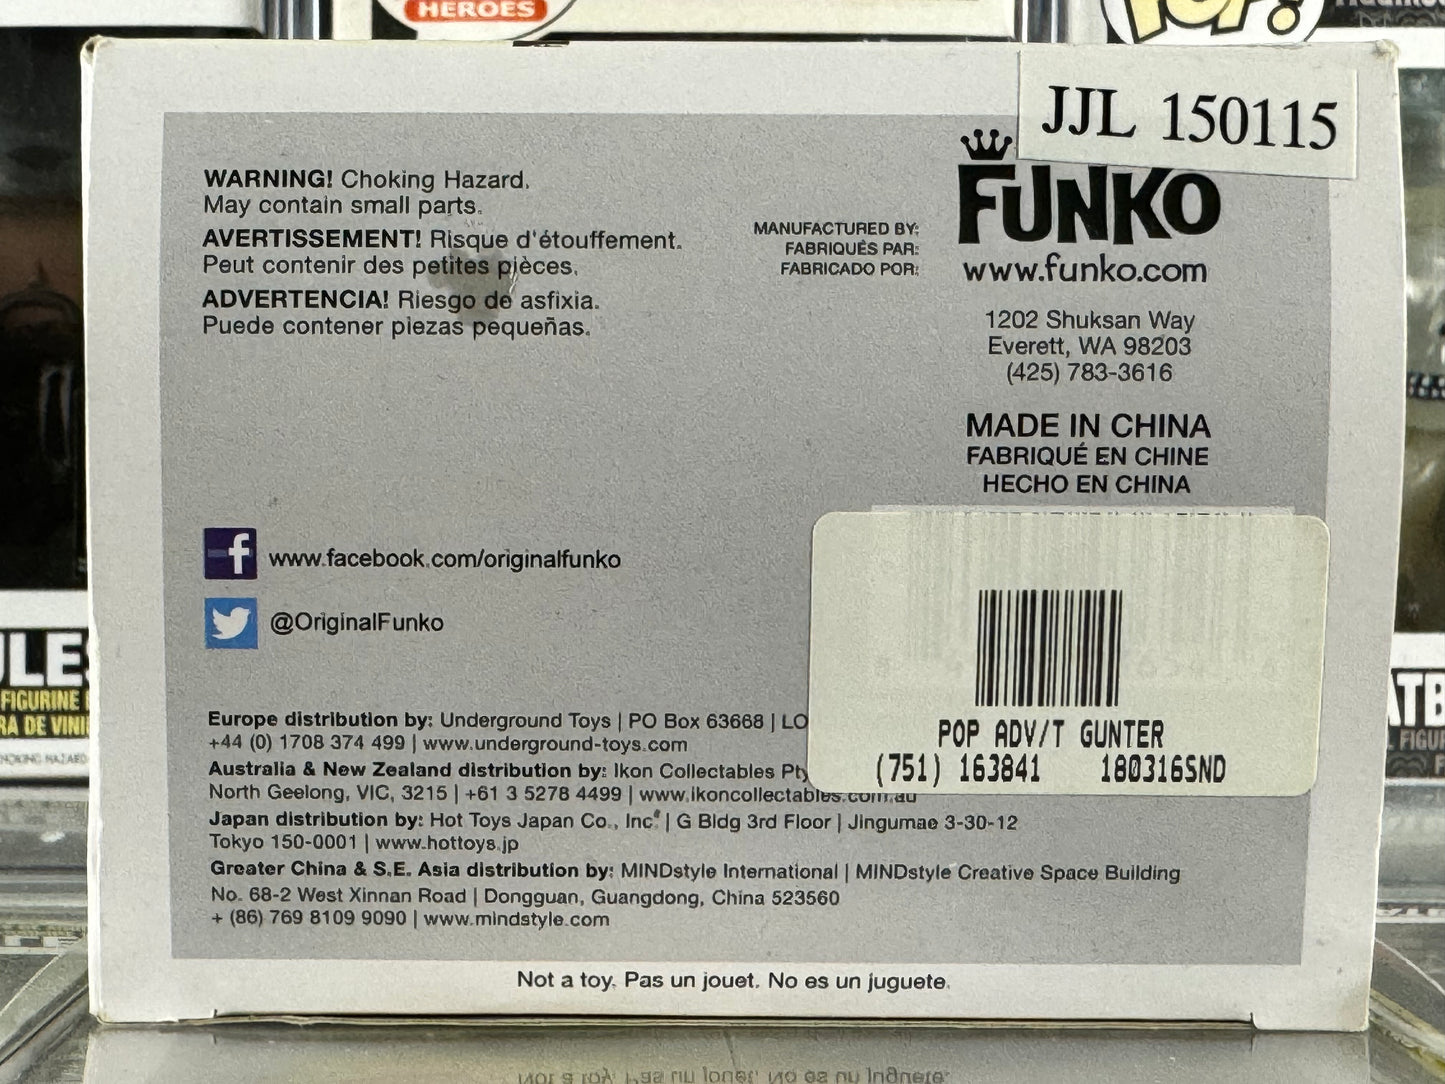 HEROES
POP!
JJL 150115
WARNING! Choking Hazard.
May contain small parts.
AVERTISSEMENT! Risque d'étouffement.
Peut contenir des petites pièces.
ADVERTENCIA! Riesgo de asfixia.
Puede contener piezas pequeñas.
MANUFACTURED BY:
FABRIQUÉS PAR:
FABRICADO POR:
FUNKO
www.funko.com
1202 Shuksan Way
Everett, WA 98203
(425) 783-3616
MADE IN CHINA
FABRIQUÉ EN CHINE
HECHO EN CHINA
f www.facebook.com/originalfunko
@OriginalFunko
POP ADV/T GUNTER
(751) 163841 180316SND
Europe distribution by: Underground Toys | PO Box 63668 | LO
+44 (0) 1708 374 499 | www.underground-toys.com
Australia & New Zealand distribution by: Ikon Collectables Pty
North Geelong, VIC, 3215 | +61 3 5278 4499 | www.ikoncollectables.com.au
Japan distribution by: Hot Toys Japan Co., Inc. | G Bldg 3rd Floor | Jingumae 3-30-12
Tokyo 150-0001 | www.hottoys.jp
Greater China & S.E. Asia distribution by: MINDstyle International | MINDstyle Creative Space Building
No. 68-2 West Xinnan Road | Dongguan, Guangdong, China 523560
+ (86) 769 8109 9090 | www.mindstyle.com
Not a toy. Pas un jouet. No es un juguete.
FIGURINE
RA DE VINI